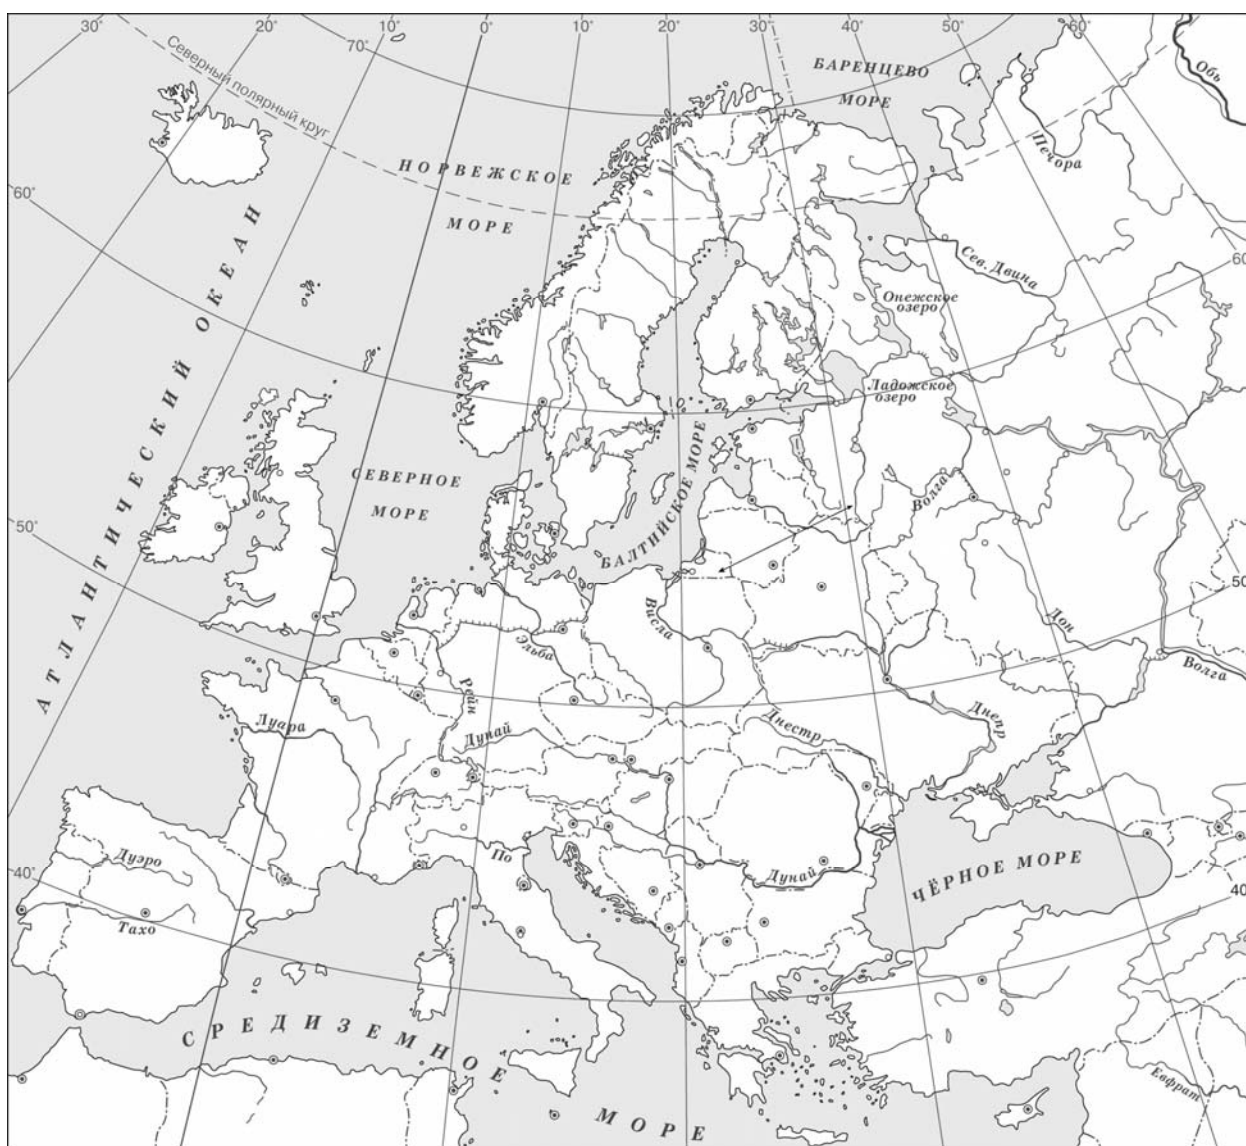 30°
20°
10°
0°
10°
20°
30°
40°
50°
60°
70°
Северный полярный круг
БАРЕНЦЕВО
МОРЕ
Обь
Печора
НОРВЕЖСКОЕ
МОРЕ
60°
60°
АТЛАНТИЧЕСКИЙ ОКЕАН
Сев. Двина
Онежское
озеро
Ладожское
озеро
СЕВЕРНОЕ
МОРЕ
БАЛТИЙСКОЕ МОРЕ
Волга
50°
50°
Висла
Эльба
Дон
Рейн
Волга
Луара
Дунай
Днестр
Днепр
По
Дуэро
Дунай
ЧЁРНОЕ МОРЕ
40°
40°
Тахо
СРЕДИЗЕМНОЕ
МОРЕ
Евфрат